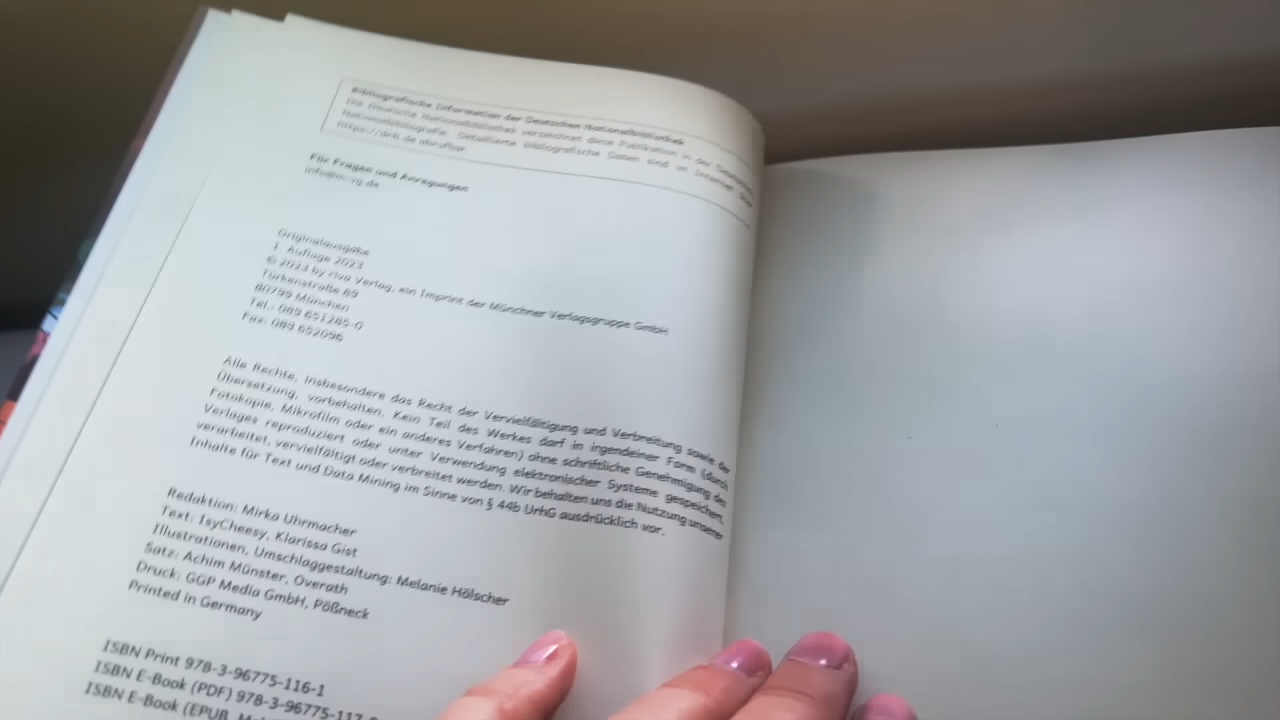 Bibliografische Information der Deutschen Nationalbibliothek
Die Deutsche Nationalbibliothek verzeichnet diese Publikation in der Deutschen
Nationalbibliografie. Detaillierte bibliografische Daten sind im Internet über
https://dnb.de abrufbar.
Für Fragen und Anregungen
info@m-vg.de
Originalausgabe
1. Auflage 2023
© 2023 by riva Verlag, ein Imprint der Münchner Verlagsgruppe GmbH
Türkenstraße 89
80799 München
Tel.: 089 651285-0
Fax: 089 652096
Alle Rechte, insbesondere das Recht der Vervielfältigung und Verbreitung sowie der
Übersetzung, vorbehalten. Kein Teil des Werkes darf in irgendeiner Form (durch
Fotokopie, Mikrofilm oder ein anderes Verfahren) ohne schriftliche Genehmigung des
Verlages reproduziert oder unter Verwendung elektronischer Systeme gespeichert,
verarbeitet, vervielfältigt oder verbreitet werden. Wir behalten uns die Nutzung unserer
Inhalte für Text und Data Mining im Sinne von § 44b UrhG ausdrücklich vor.
Redaktion: Mirka Uhrmacher
Text: IsyCheesy, Klarissa Gist
Illustrationen, Umschlaggestaltung: Melanie Hölscher
Satz: Achim Münster, Overath
Druck: GGP Media GmbH, Pößneck
Printed in Germany
ISBN Print 978-3-96775-116-1
ISBN E-Book (PDF) 978-3-96775-117-
ISBN E-Book (EPUB,